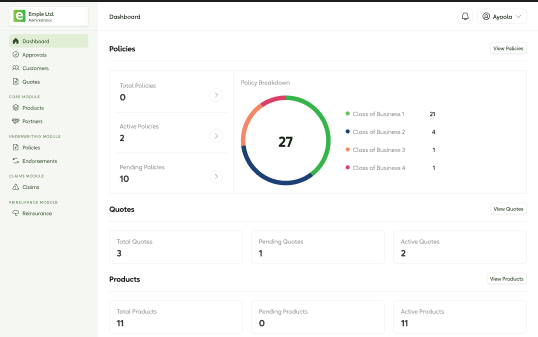 Emple Ltd.
Administrator
Dashboard
Approvals
Customers
Quotes
CORE MODULE
Products
Partners
UNDERWRITING MODULE
Policies
Endorsements
CLAIMS MODULE
Claims
REINSURANCE MODULE
Reinsurance
Dashboard
Ayoola
Policies
View Policies
Total Policies
0
Active Policies
2
Pending Policies
10
Policy Breakdown
27
Class of Business 1 21
Class of Business 2 4
Class of Business 3 1
Class of Business 4 1
Quotes
View Quotes
Total Quotes
3
Pending Quotes
1
Active Quotes
2
Products
View Products
Total Products
11
Pending Products
0
Active Products
11